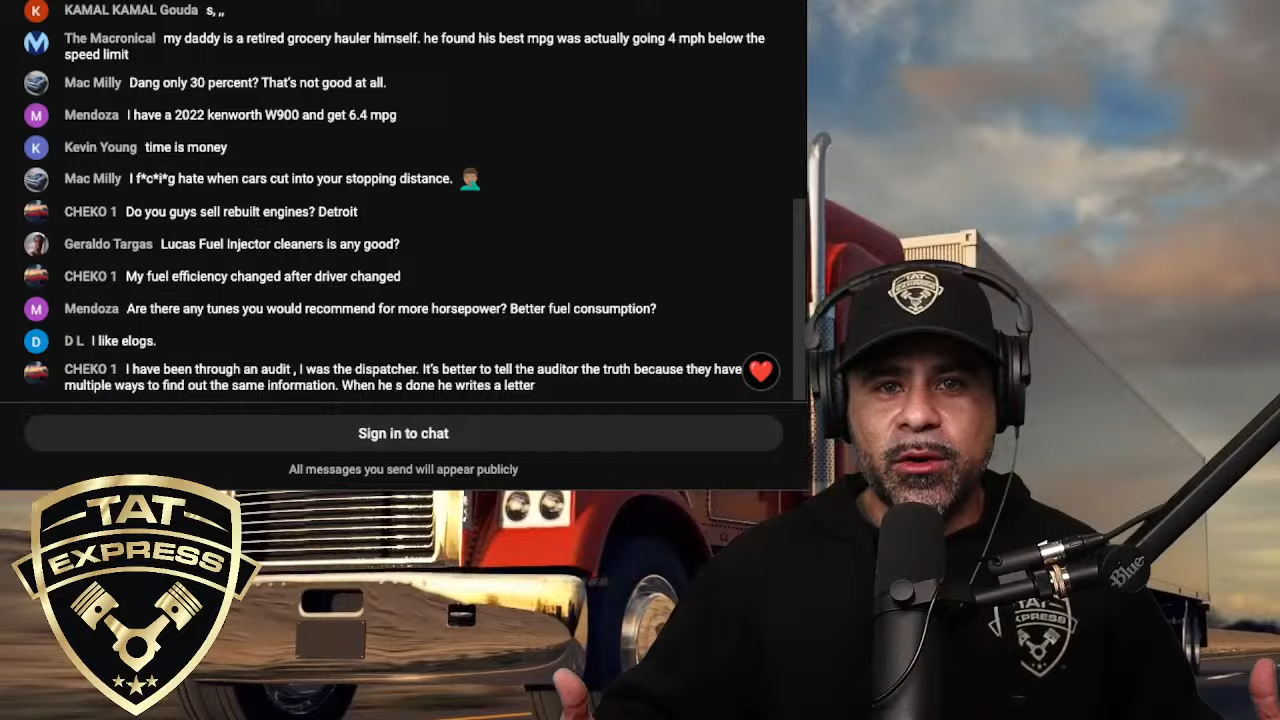 K KAMAL KAMAL Gouda s, ,,
The Macronical my daddy is a retired grocery hauler himself. he found his best mpg was actually going 4 mph below the
speed limit
Mac Milly Dang only 30 percent? That's not good at all.
M Mendoza I have a 2022 kenworth W900 and get 6.4 mpg
K Kevin Young time is money
Mac Milly I f*c*i*g hate when cars cut into your stopping distance.
CHEKO 1 Do you guys sell rebuilt engines? Detroit
Geraldo Targas Lucas Fuel Injector cleaners is any good?
CHEKO 1 My fuel efficiency changed after driver changed
M Mendoza Are there any tunes you would recommend for more horsepower? Better fuel consumption?
D D L I like elogs.
CHEKO 1 I have been through an audit , I was the dispatcher. It's better to tell the auditor the truth because they have
multiple ways to find out the same information. When he s done he writes a letter
Sign in to chat
All messages you send will appear publicly
TAT
EXPRESS
TAT
EXPRESS
Blue
TAT
EXPRESS